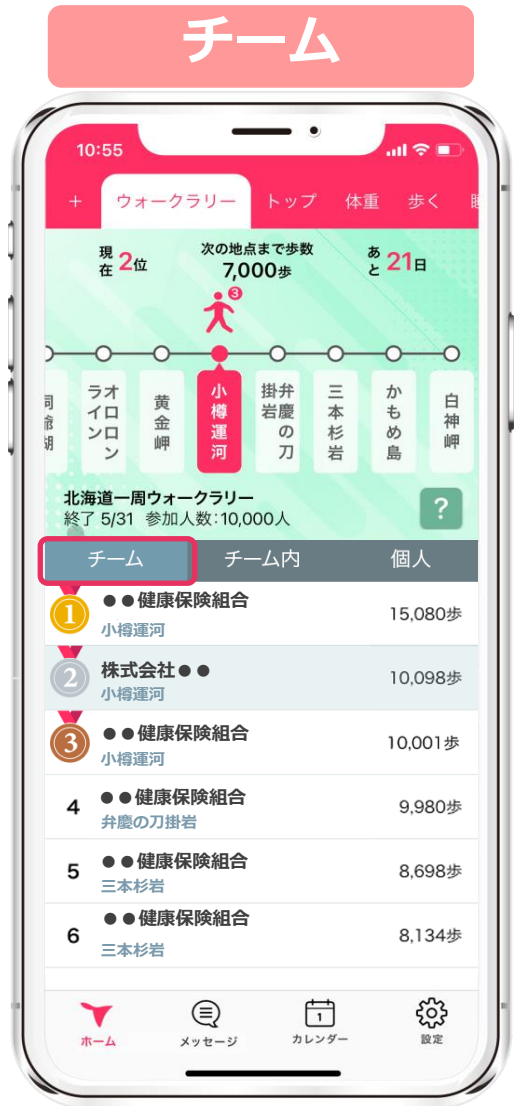 チーム
10:55
+ ウォークラリー トップ 体重 歩く
現在 2位
次の地点まで歩数
7,000歩
あと 21日
3
オロロンライン
黄金岬
小樽運河
弁慶の刀掛岩
三本杉岩
かもめ島
白神岬
北海道一周ウォークラリー
終了 5/31 参加人数:10,000人
?
チーム チーム内 個人
1 ●●健康保険組合 15,080歩
小樽運河
2 株式会社●● 10,098歩
小樽運河
3 ●●健康保険組合 10,001歩
小樽運河
4 ●●健康保険組合 9,980歩
弁慶の刀掛岩
5 ●●健康保険組合 8,698歩
三本杉岩
6 ●●健康保険組合 8,134歩
三本杉岩
1
ホーム メッセージ カレンダー 設定